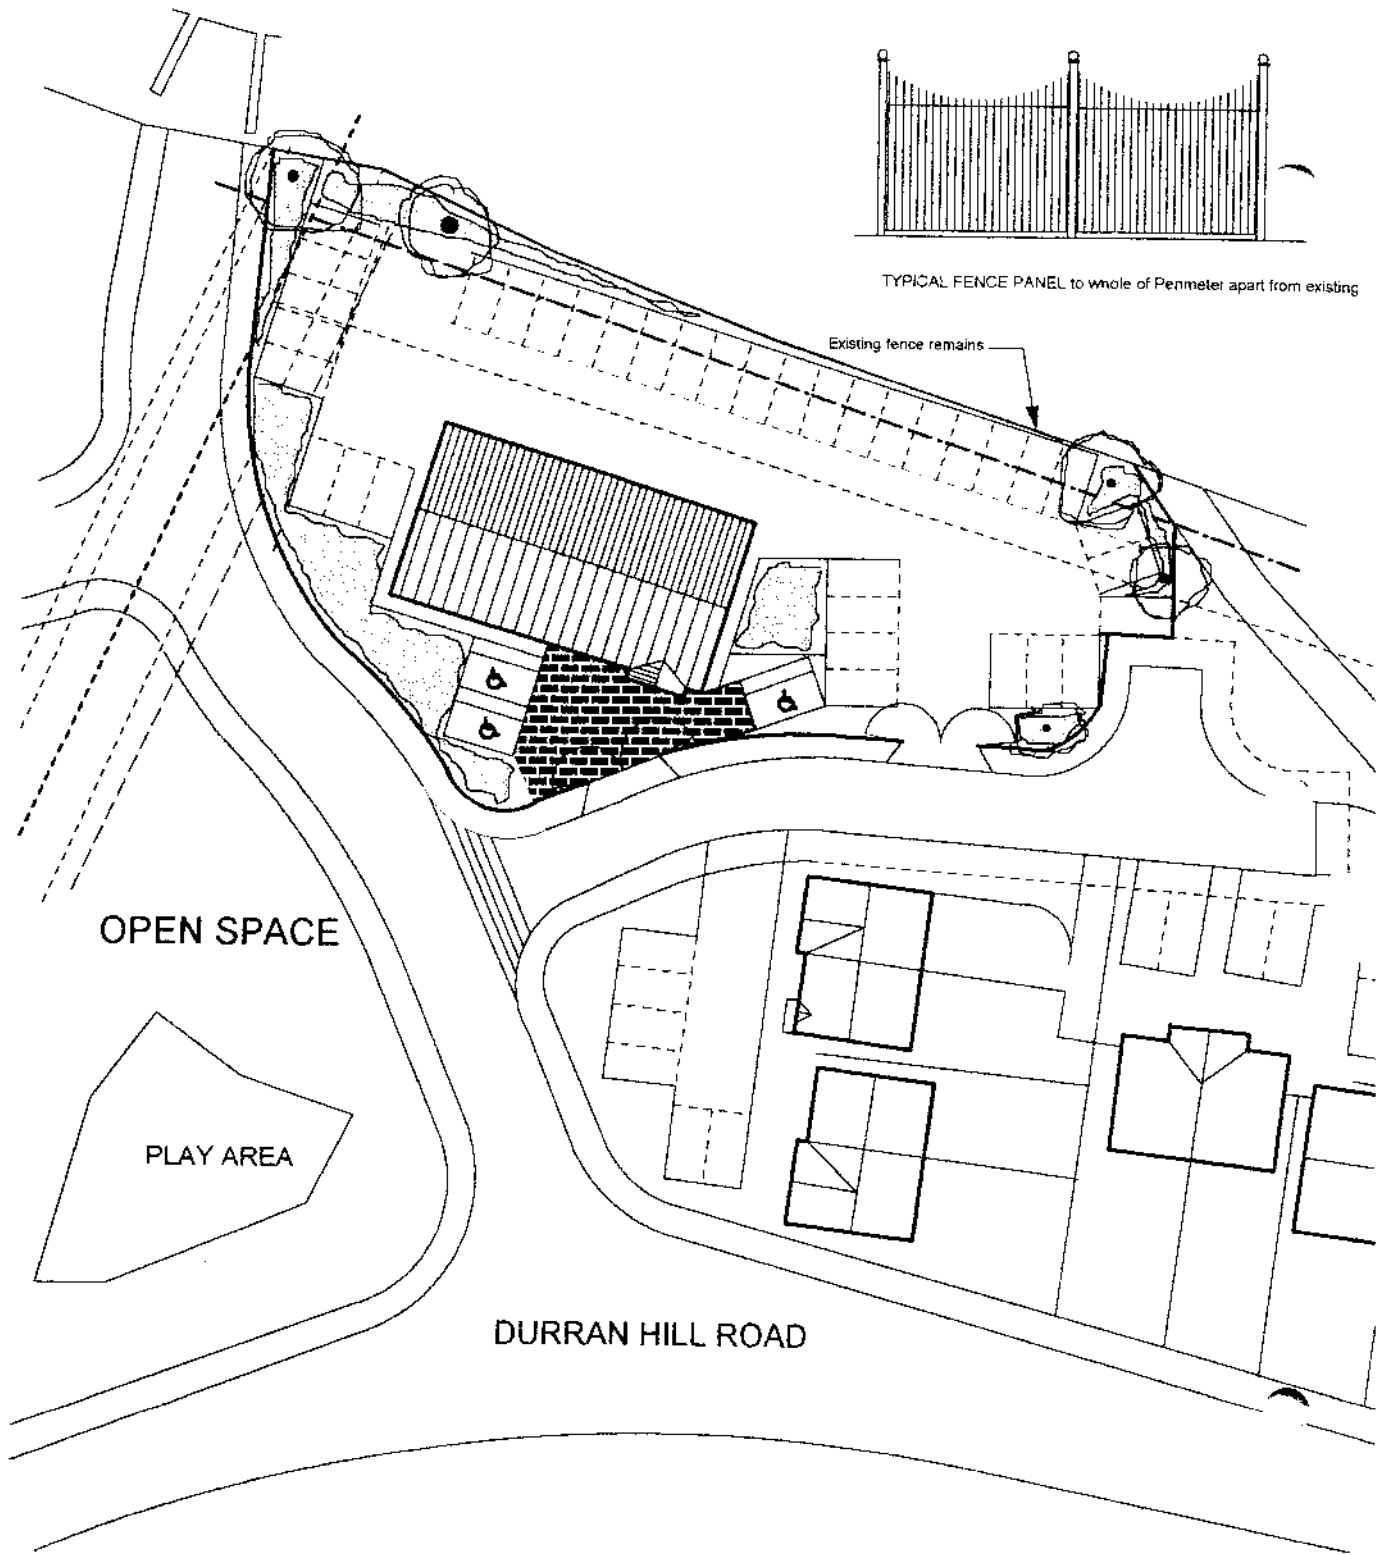 TYPICAL FENCE PANEL to whole of Perimeter apart from existing
Existing fence remains
OPEN SPACE
PLAY AREA
DURRAN HILL ROAD